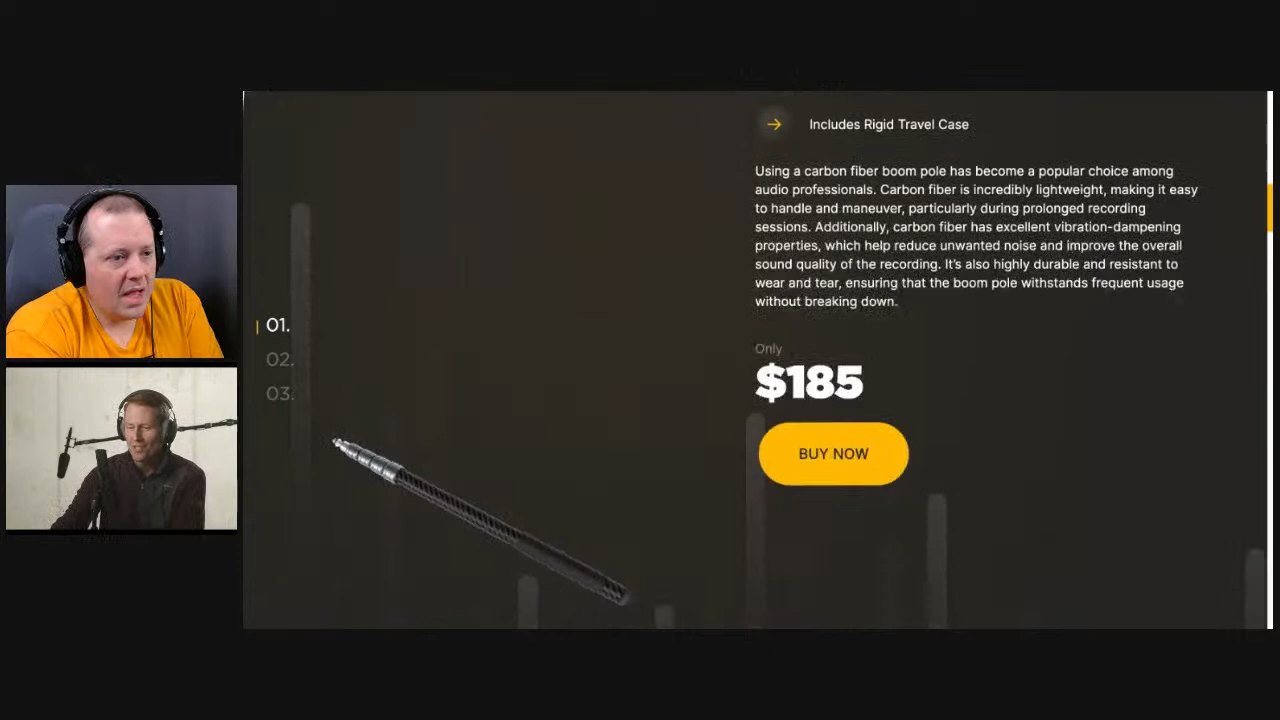 Includes Rigid Travel Case
Using a carbon fiber boom pole has become a popular choice among
audio professionals. Carbon fiber is incredibly lightweight, making it easy
to handle and maneuver, particularly during prolonged recording
sessions. Additionally, carbon fiber has excellent vibration-dampening
properties, which help reduce unwanted noise and improve the overall
sound quality of the recording. It's also highly durable and resistant to
wear and tear, ensuring that the boom pole withstands frequent usage
without breaking down.
01.
02.
03.
Only
$185
BUY NOW